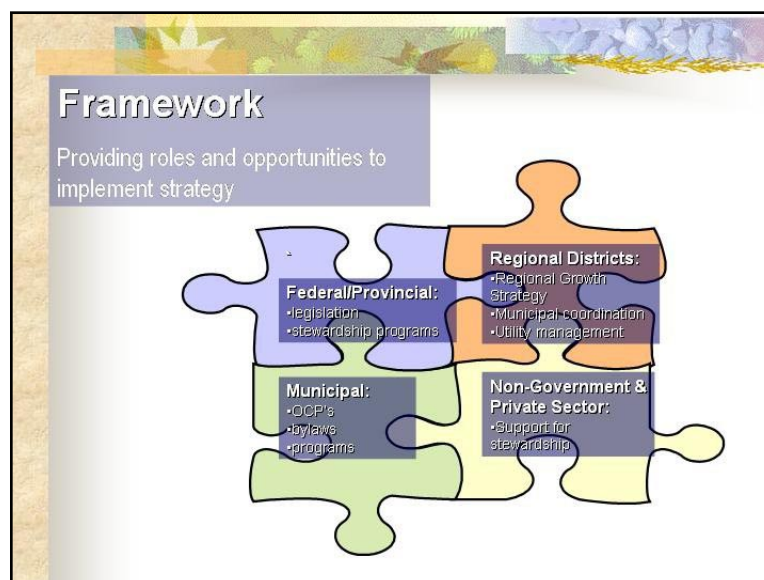 Framework
Providing roles and opportunities to
implement strategy
Federal/Provincial:
•legislation
•stewardship programs
Regional Districts:
•Regional Growth
Strategy
•Municipal coordination
•Utility management
Municipal:
•OCP's
•bylaws
•programs
Non-Government &
Private Sector:
•Support for
stewardship